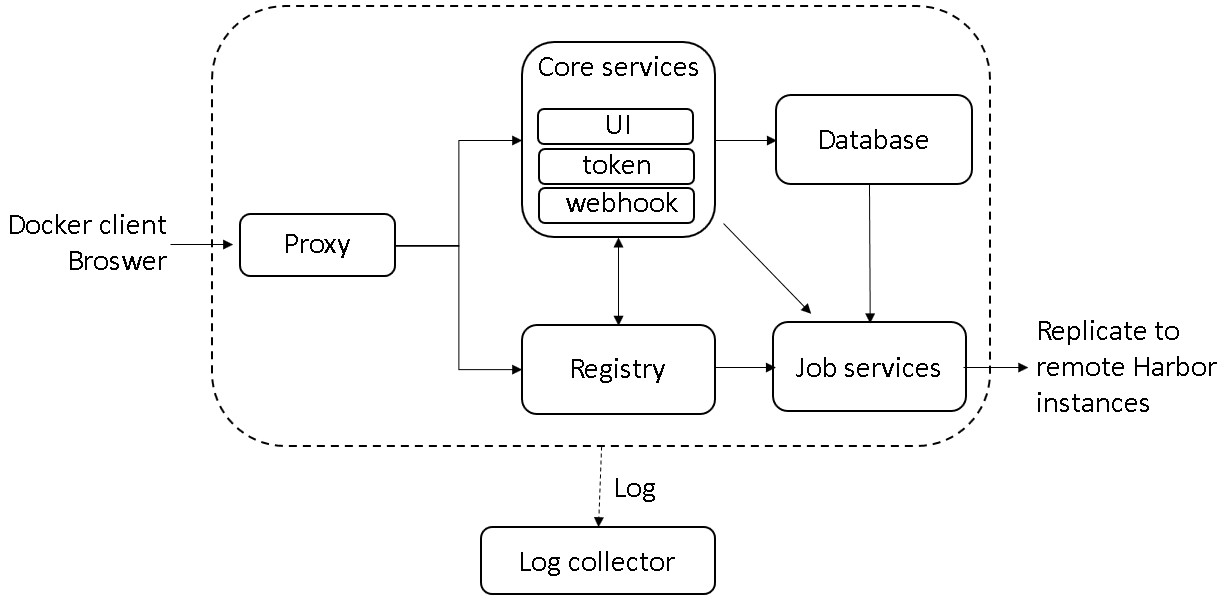 Core services
UI
token
webhook
Database
Docker client
Broswer
Proxy
Registry
Job services
Replicate to
remote Harbor
instances
Log
Log collector